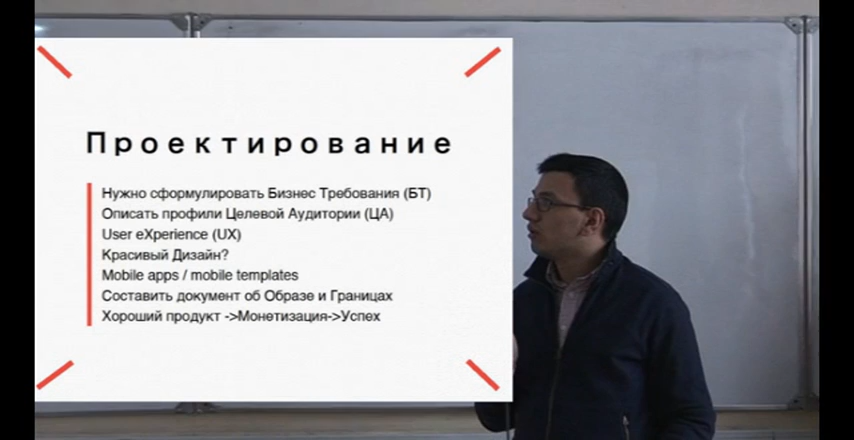 Проектирование
Нужно сформулировать Бизнес Требования (БТ)
Описать профили Целевой Аудитории (ЦА)
User eXperience (UX)
Красивый Дизайн?
Mobile apps / mobile templates
Составить документ об Образе и Границах
Хороший продукт ->Монетизация->Успех